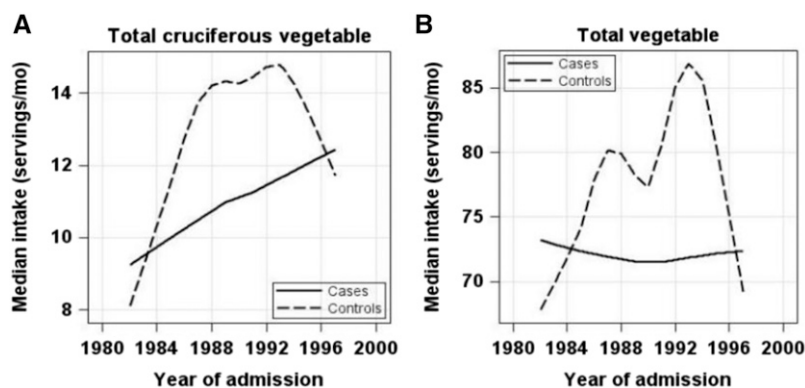 A
Total cruciferous vegetable
Median intake (servings/mo)
14
12
10
8
Cases
Controls
1980 1984 1988 1992 1996 2000
Year of admission
B
Total vegetable
Median intake (servings/mo)
85
80
75
70
Cases
Controls
1980 1984 1988 1992 1996 2000
Year of admission